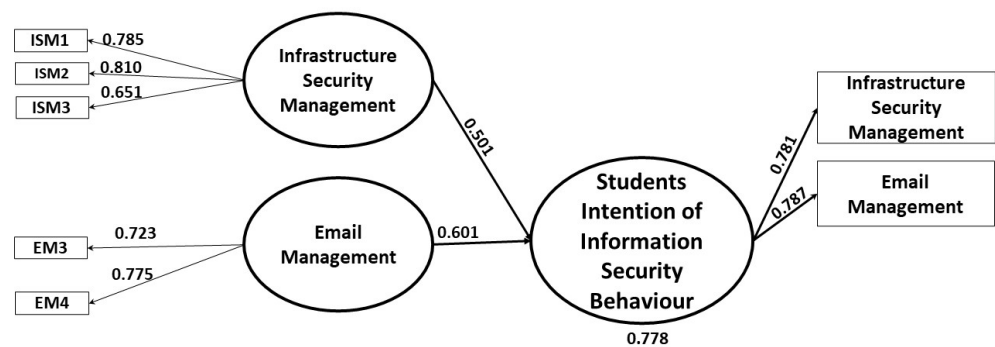 ISM1
0.785
ISM2
0.810
ISM3
0.651
Infrastructure
Security
Management
0.501
EM3
0.723
EM4
0.775
Email
Management
0.601
Students
Intention of
Information
Security
Behaviour
0.778
0.781
0.787
Infrastructure
Security
Management
Email
Management